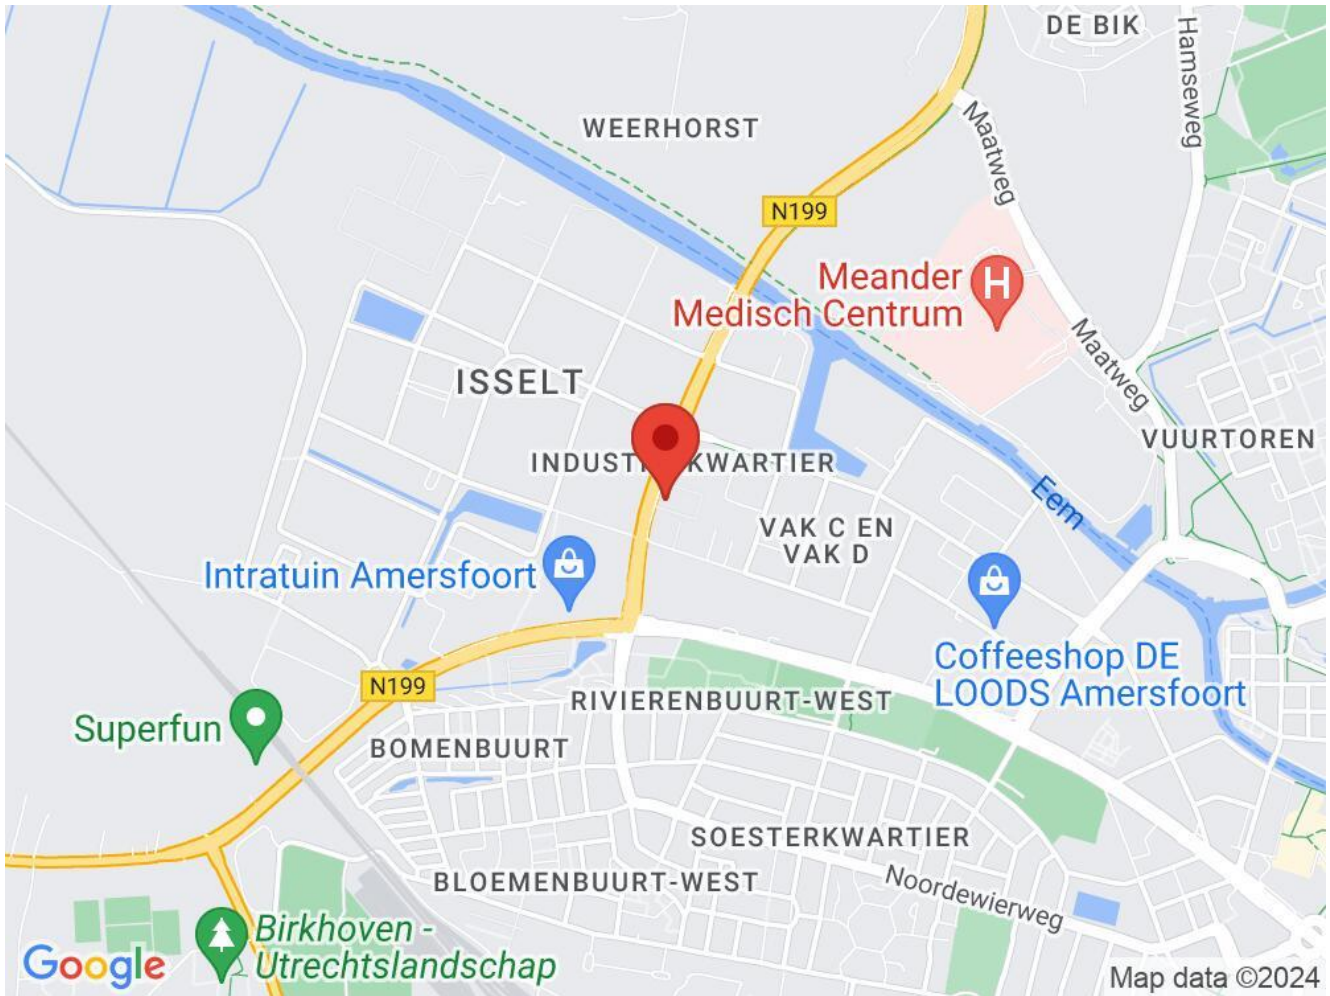 DE BIK
Hamseweg
WEERHORST
Maatweg
N199
Meander
Medisch Centrum
H
Maatweg
ISSELT
VUURTOREN
INDUST KWARTIER
Eem
VAK C EN
VAK D
Intratuin Amersfoort
Coffeeshop DE
LOODS Amersfoort
N199
RIVIERENBUURT-WEST
Superfun
BOMENBUURT
SOESTERKWARTIER
BLOEMENBUURT-WEST
Noordewierweg
Birkhoven -
Utrechtslandschap
Google
Map data ©2024